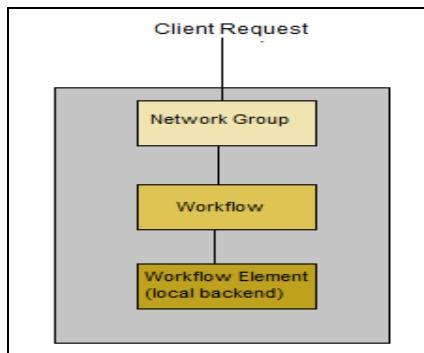 Client Request
Network Group
Workflow
Workflow Element
(local backend)